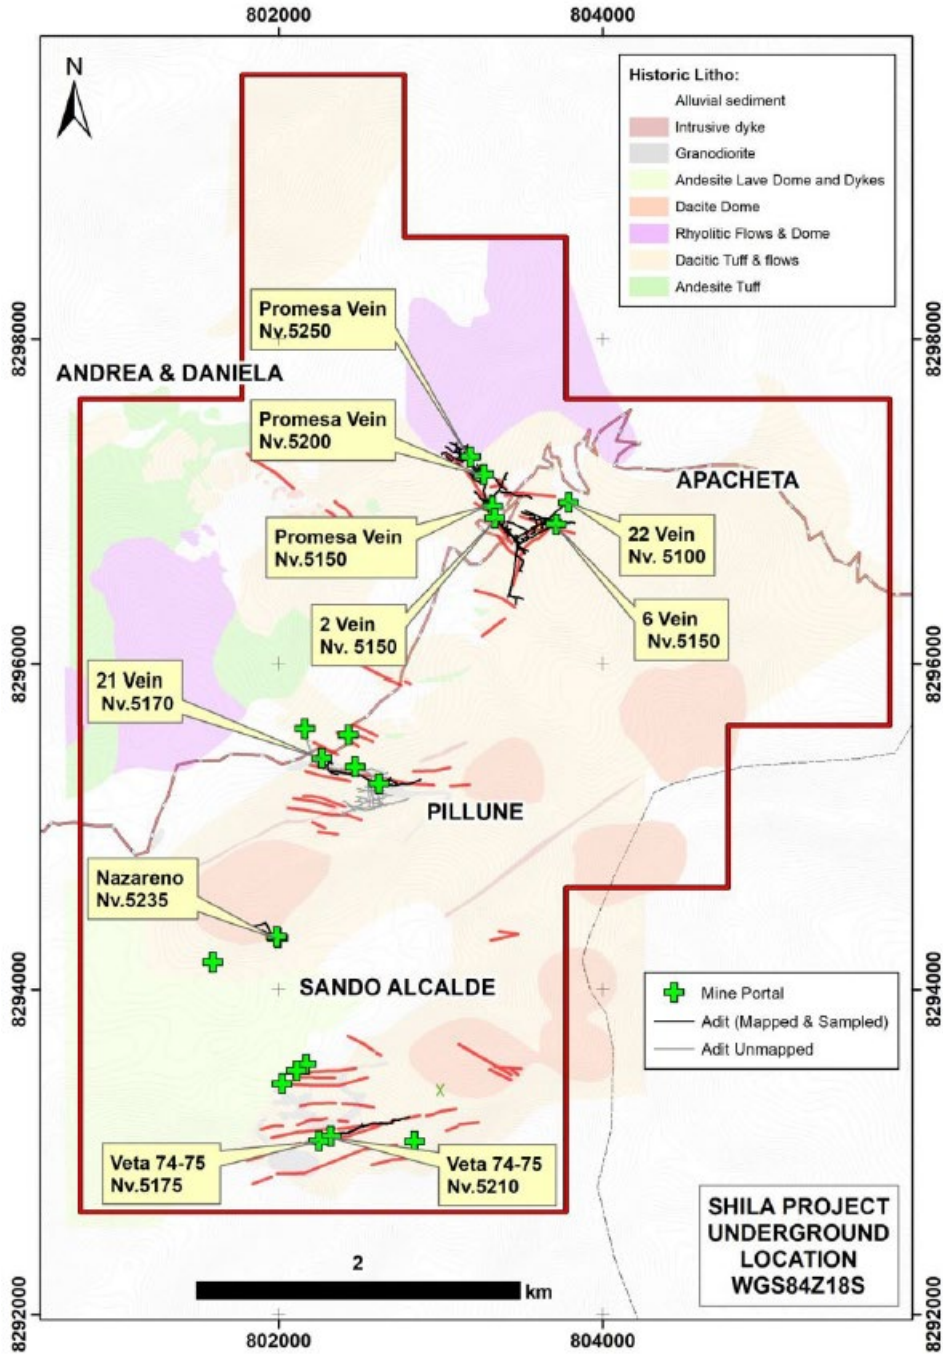 802000
804000
N
Historic Litho:
Alluvial sediment
Intrusive dyke
Granodiorite
Andesite Lave Dome and Dykes
Dacite Dome
Rhyolitic Flows & Dome
Dacitic Tuff & flows
Andesite Tuff
8298000
8298000
Promesa Vein
Nv.5250
ANDREA & DANIELA
Promesa Vein
Nv.5200
APACHETA
Promesa Vein
Nv.5150
22 Vein
Nv. 5100
2 Vein
Nv. 5150
6 Vein
Nv.5150
8296000
8296000
21 Vein
Nv.5170
PILLUNE
Nazareno
Nv.5235
8294000
8294000
SANDO ALCALDE
Mine Portal
Adit (Mapped & Sampled)
Adit Unmapped
X
Veta 74-75
Nv.5175
Veta 74-75
Nv.5210
SHILA PROJECT
UNDERGROUND
LOCATION
WGS84Z18S
2
km
8292000
8292000
802000
804000